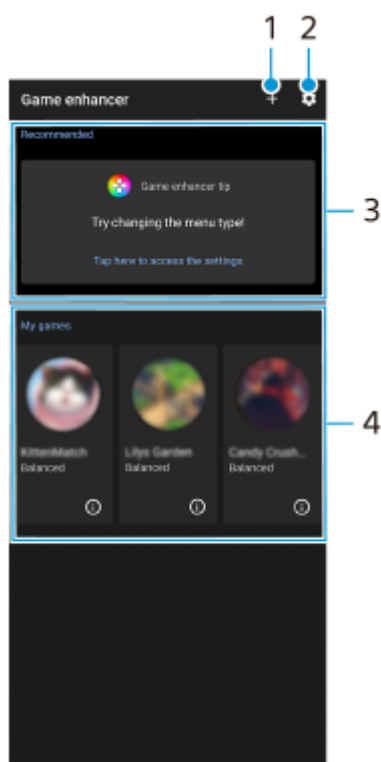 1 2
Game enhancer
Recommended
Game enhancer tip
Try changing the menu type!
Tap here to access the settings
3
My games
KittenMatch Lilys Garden Candy Crush...
Balanced Balanced Balanced
4